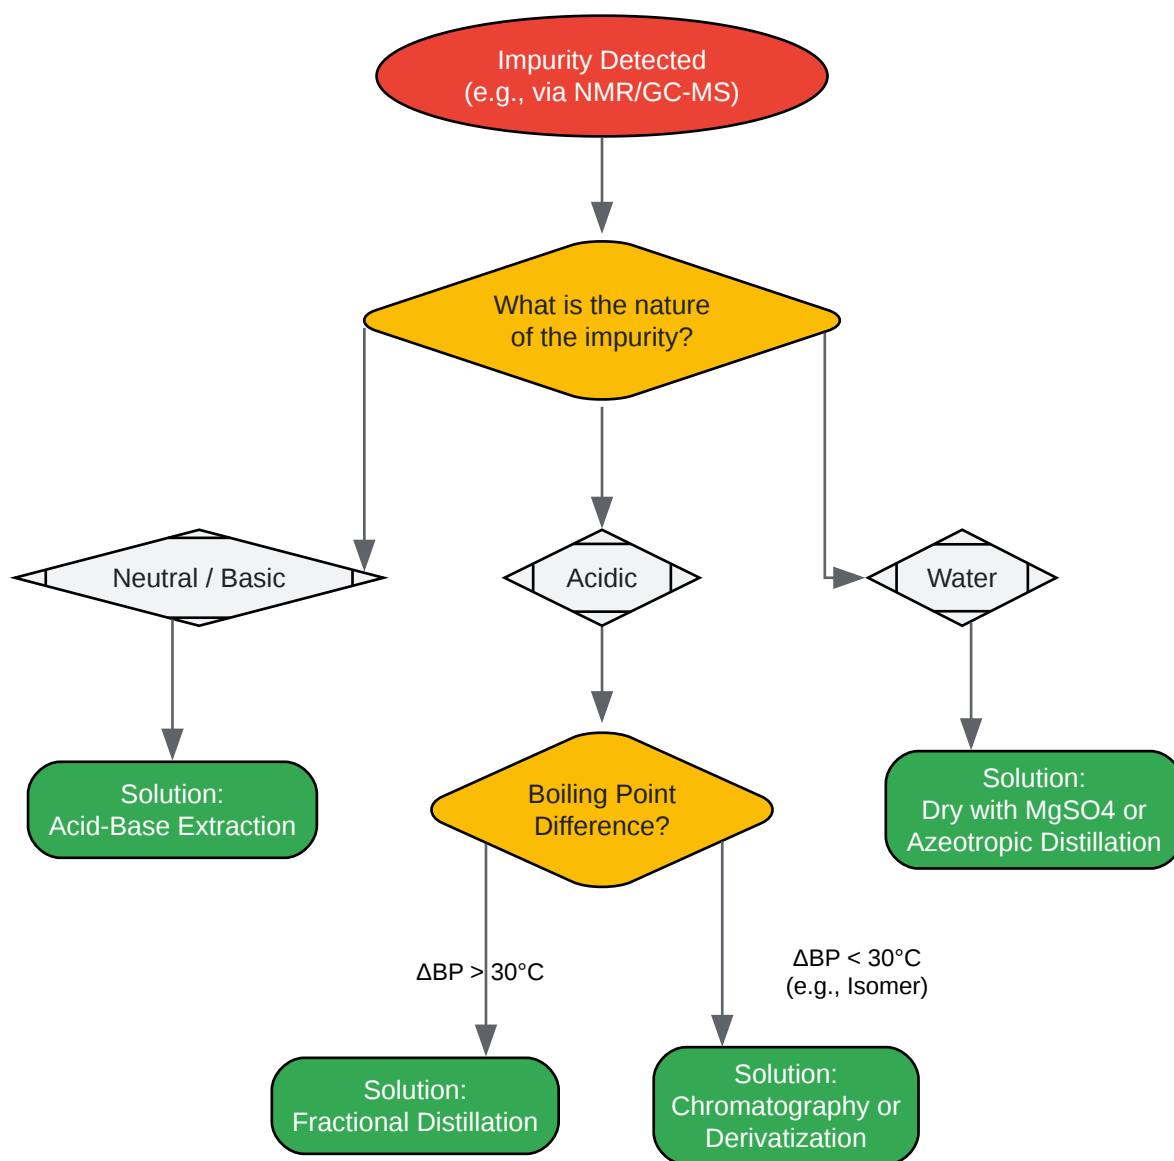 Impurity Detected
(e.g., via NMR/GC-MS)
What is the nature
of the impurity?
Neutral / Basic
Acidic
Water
Solution:
Acid-Base Extraction
Boiling Point
Difference?
Solution:
Dry with MgSO4 or
Azeotropic Distillation
ΔBP > 30°C
ΔBP < 30°C
(e.g., Isomer)
Solution:
Fractional Distillation
Solution:
Chromatography or
Derivatization